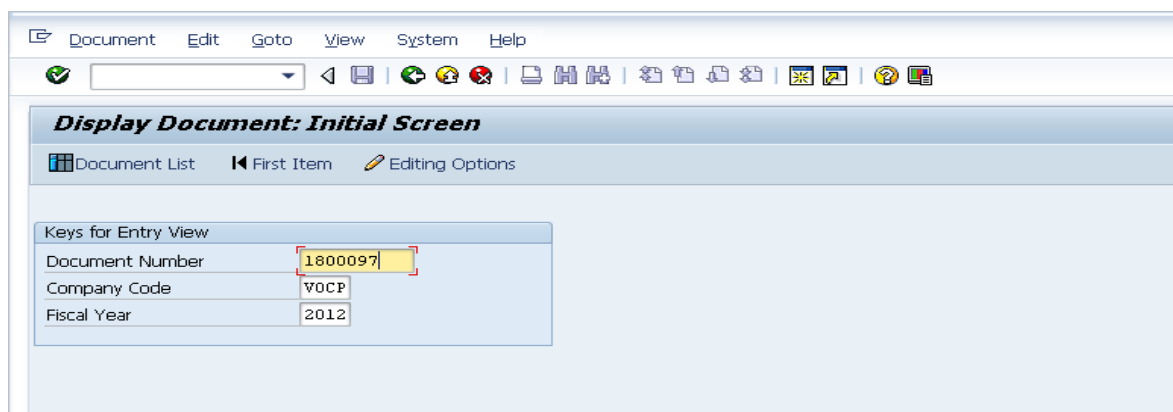 Document Edit Goto View System Help
Display Document: Initial Screen
Document List First Item Editing Options
Keys for Entry View
Document Number 1800097
Company Code VOCP
Fiscal Year 2012